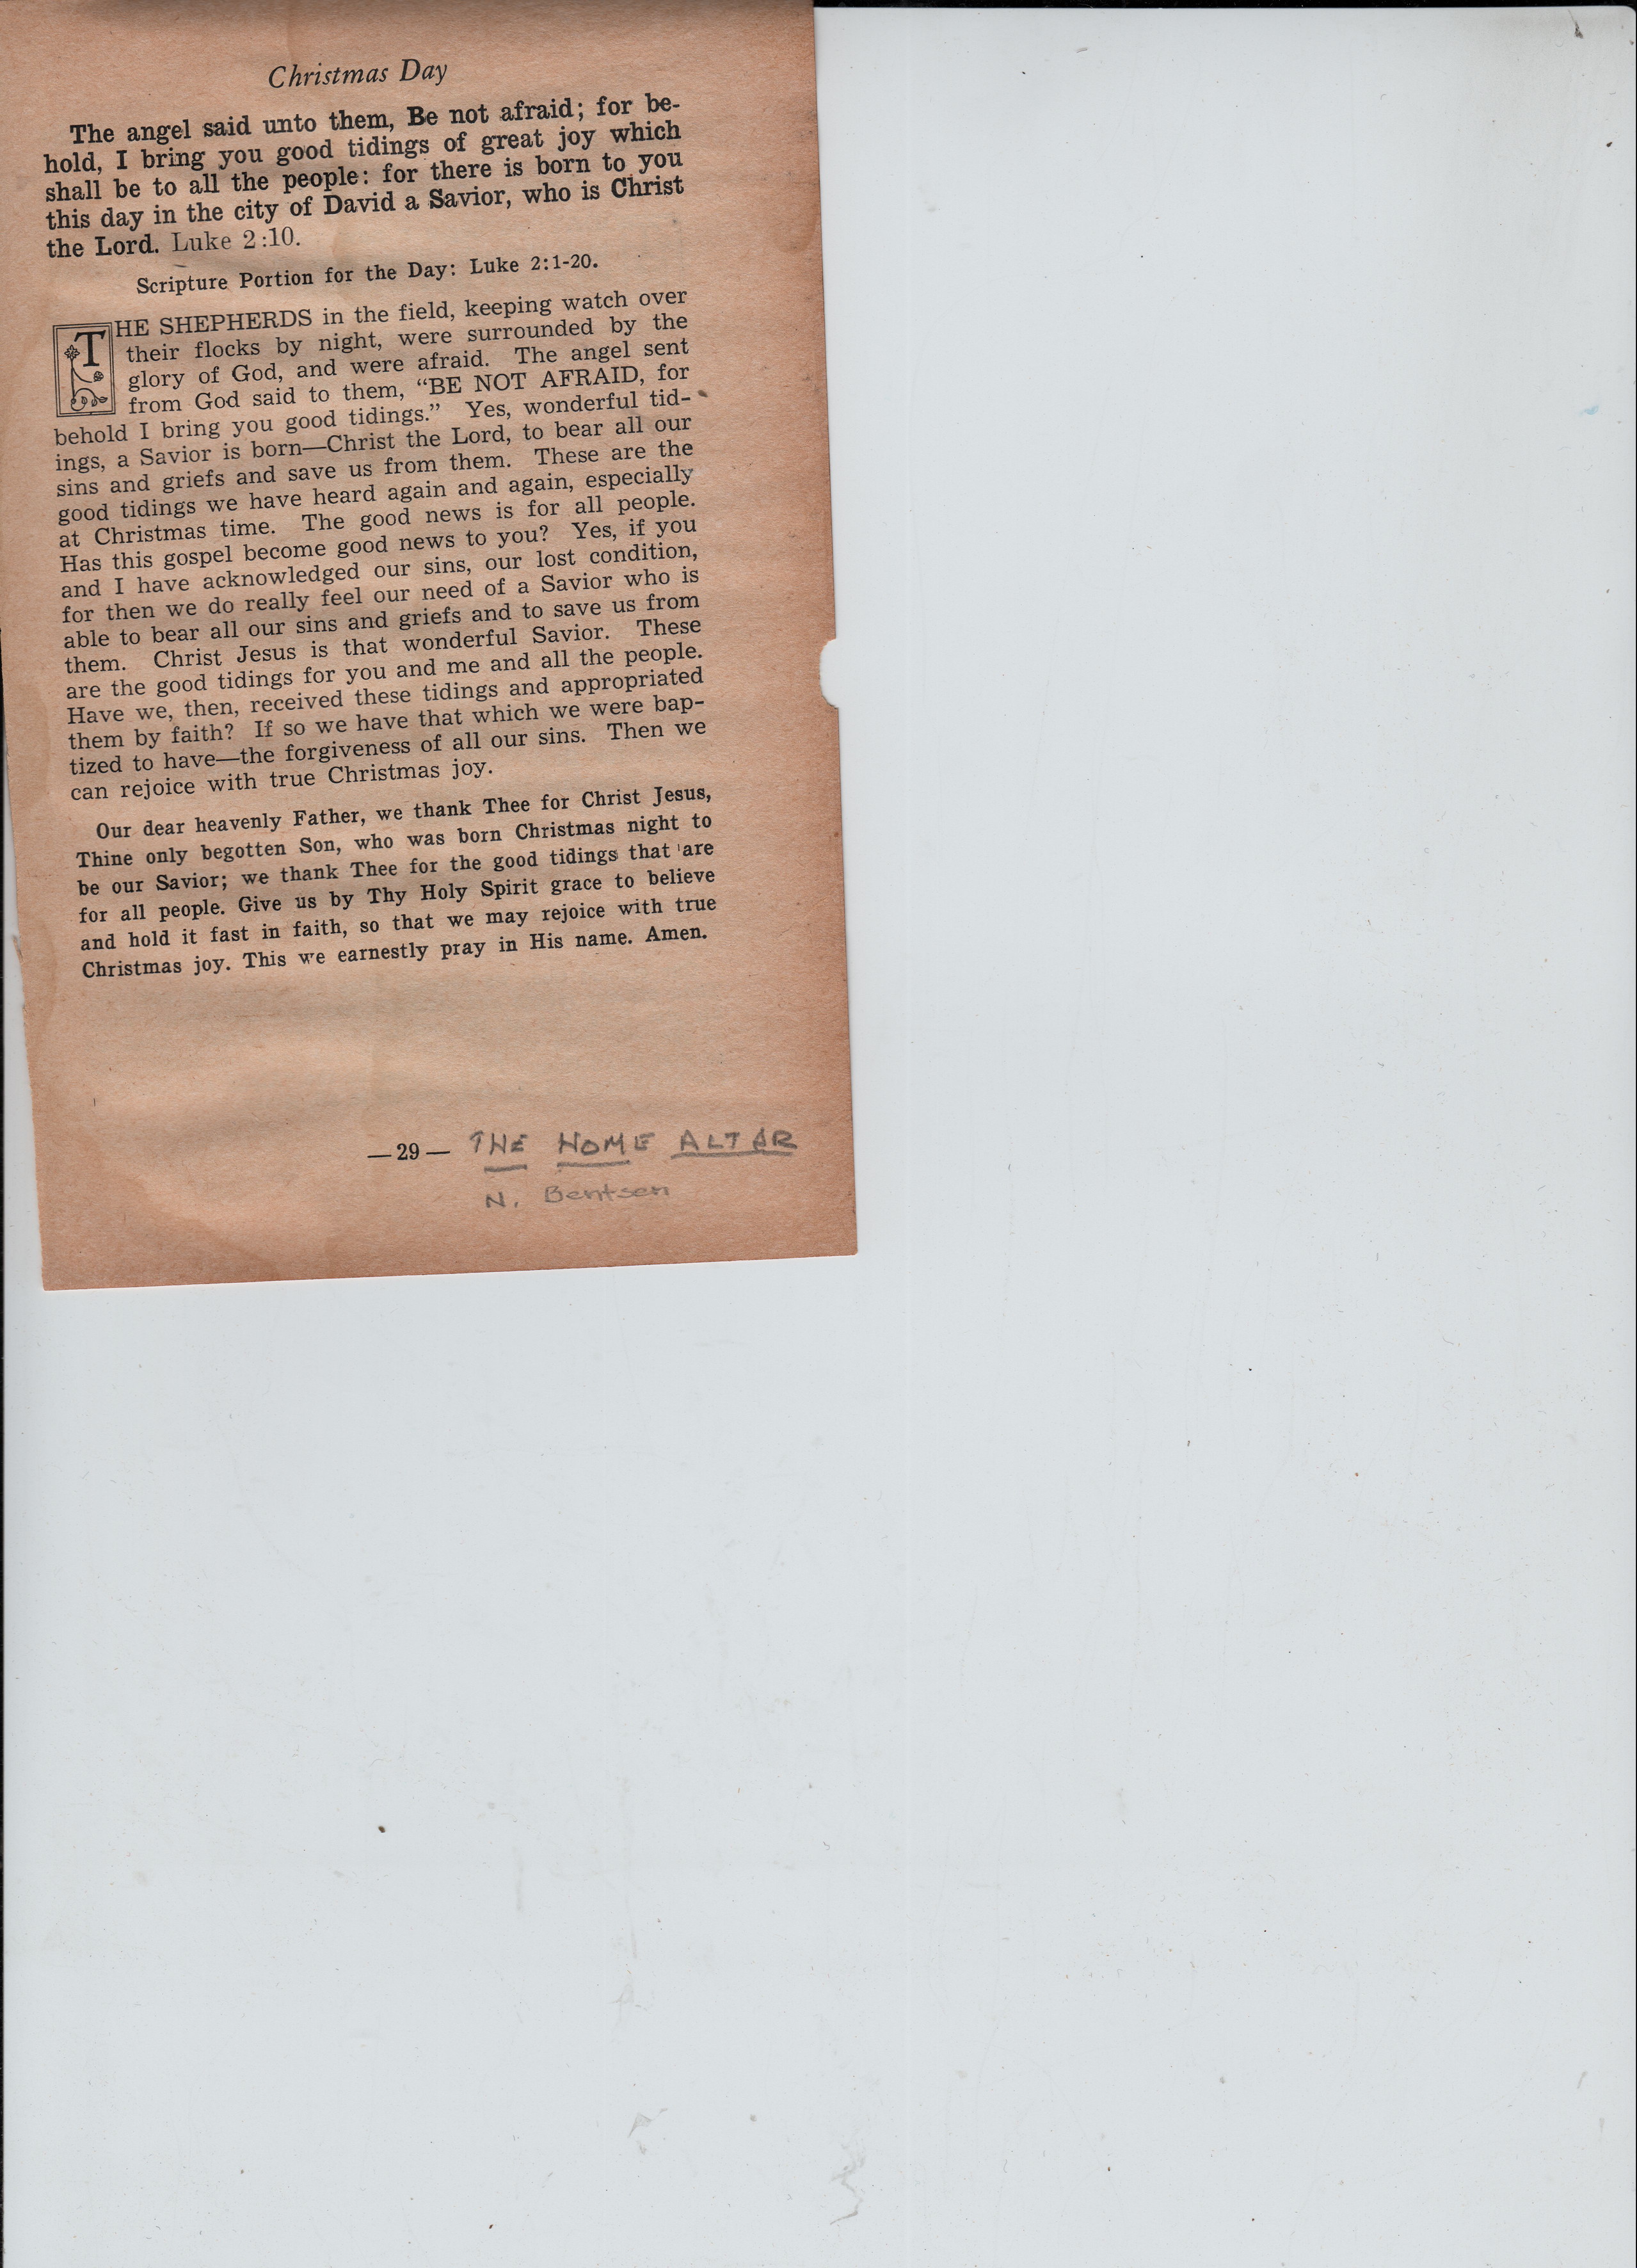 Christmas Day
The angel said unto them, Be not afraid; for be-
hold, I bring you good tidings of great joy which
shall be to all the people: for there is born to you
this day in the city of David a Savior, who is Christ
the Lord. Luke 2:10.
Scripture Portion for the Day: Luke 2:1-20.
THE SHEPHERDS in the field, keeping watch over
their flocks by night, were surrounded by the
glory of God, and were afraid. The angel sent
from God said to them, “BE NOT AFRAID, for
behold I bring you good tidings.” Yes, wonderful tid-
ings, a Savior is born—Christ the Lord, to bear all our
sins and griefs and save us from them. These are the
good tidings we have heard again and again, especially
at Christmas time. The good news is for all people.
Has this gospel become good news to you? Yes, if you
and I have acknowledged our sins, our lost condition,
for then we do really feel our need of a Savior who is
able to bear all our sins and griefs and to save us from
them. Christ Jesus is that wonderful Savior. These
are the good tidings for you and me and all the people.
Have we, then, received these tidings and appropriated
them by faith? If so we have that which we were bap-
tized to have—the forgiveness of all our sins. Then we
can rejoice with true Christmas joy.
Our dear heavenly Father, we thank Thee for Christ Jesus,
Thine only begotten Son, who was born Christmas night to
be our Savior; we thank Thee for the good tidings that are
for all people. Give us by Thy Holy Spirit grace to believe
and hold it fast in faith, so that we may rejoice with true
Christmas joy. This we earnestly pray in His name. Amen.
—29— THE HOME ALTAR
N. Bentsen